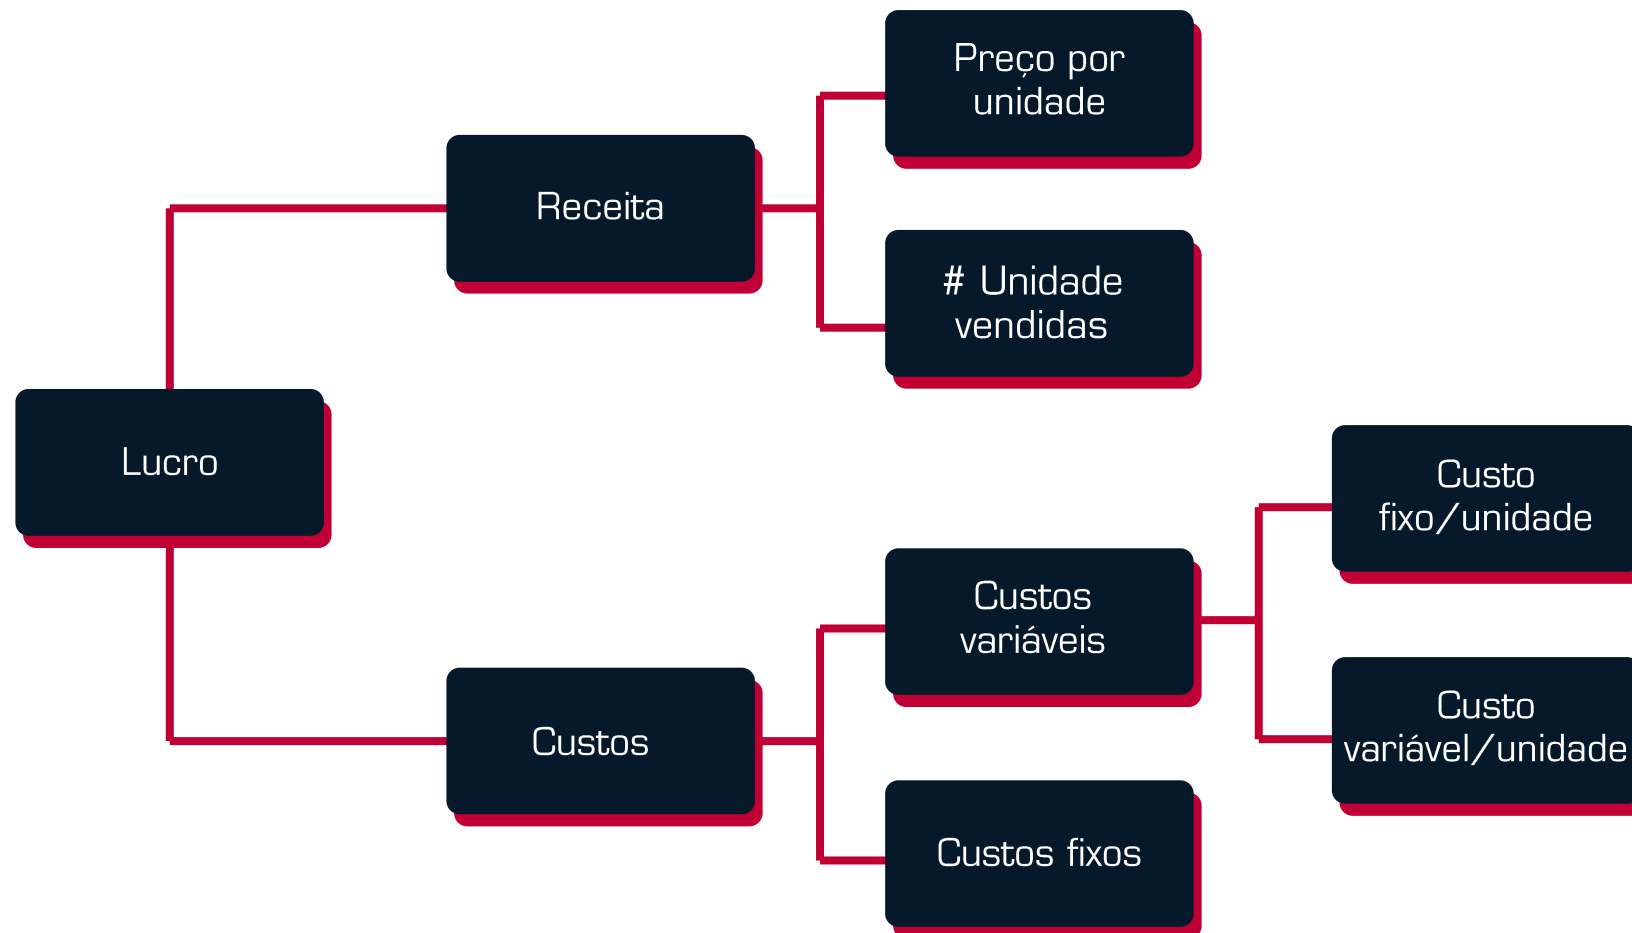 Preço por
unidade
Receita
# Unidade
vendidas
Lucro
Custo
fixo/unidade
Custos
variáveis
Custo
variável/unidade
Custos
Custos fixos